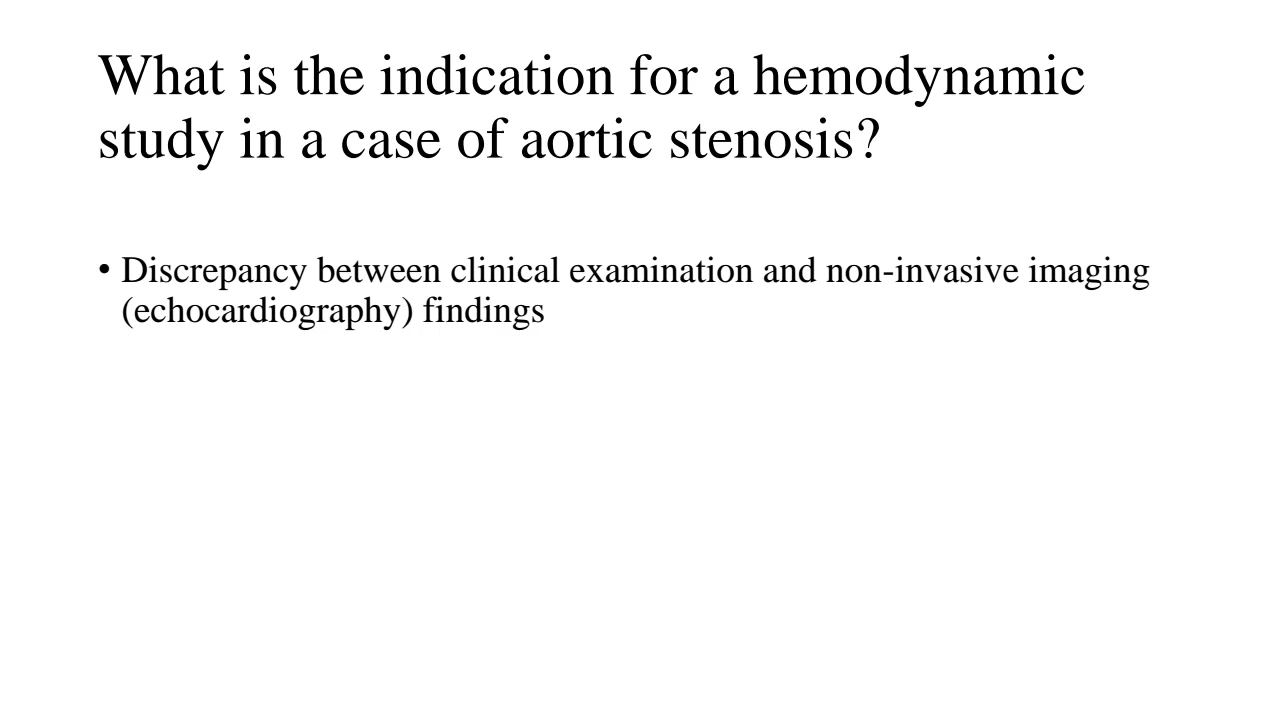 What is the indication for a hemodynamic
study in a case of aortic stenosis?
• Discrepancy between clinical examination and non-invasive imaging
(echocardiography) findings